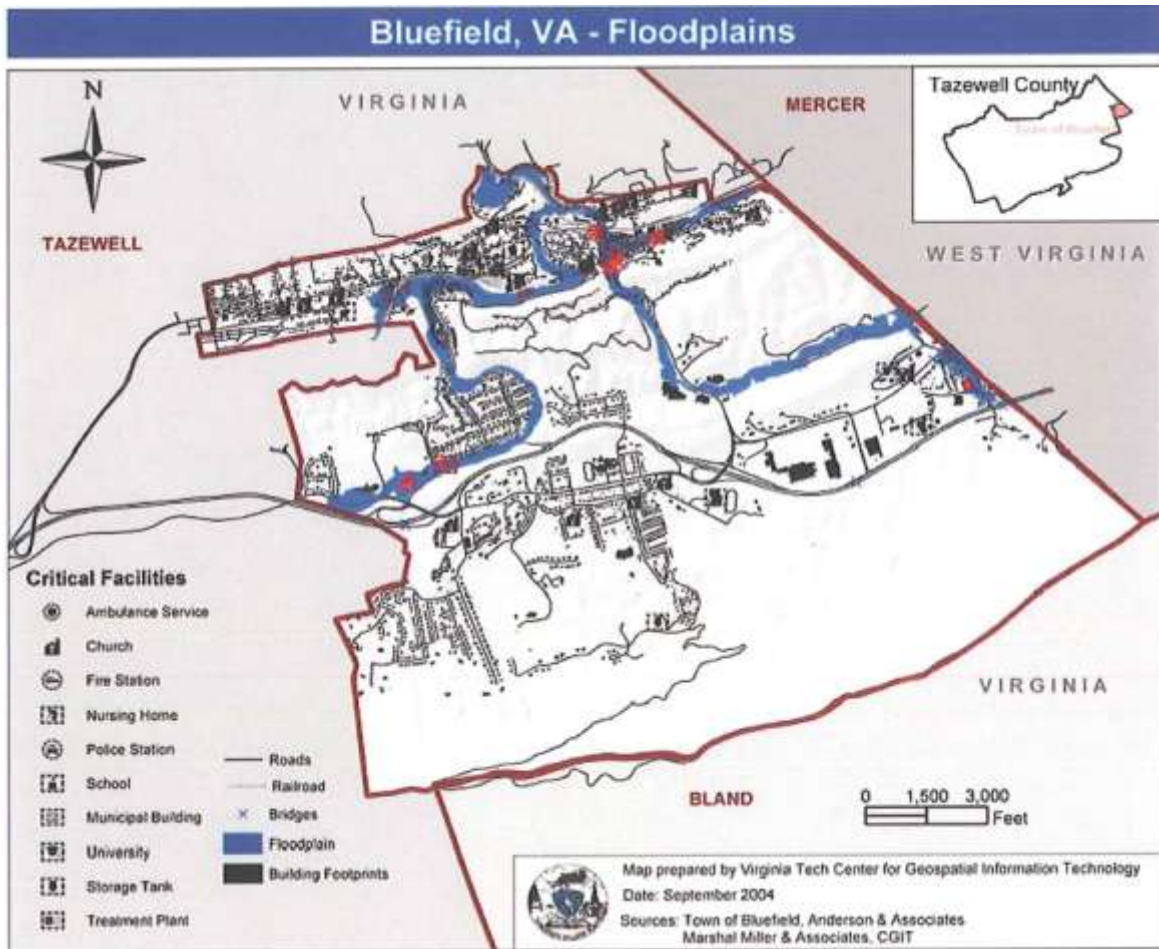 Bluefield, VA - Floodplains
N
VIRGINIA
MERCER
Tazewell County
TAZEWELL
WEST VIRGINIA
Critical Facilities
Ambulance Service
Church
Fire Station
Nursing Home
Police Station
School
Municipal Building
University
Storage Tank
Treatment Plant
Roads
Railroad
Bridges
Floodplain
Building Footprints
VIRGINIA
BLAND
0 1,500 3,000
Feet
Map prepared by Virginia Tech Center for Geospatial Information Technology
Date: September 2004
Sources: Town of Bluefield, Anderson & Associates
Marshal Miller & Associates, CGIT